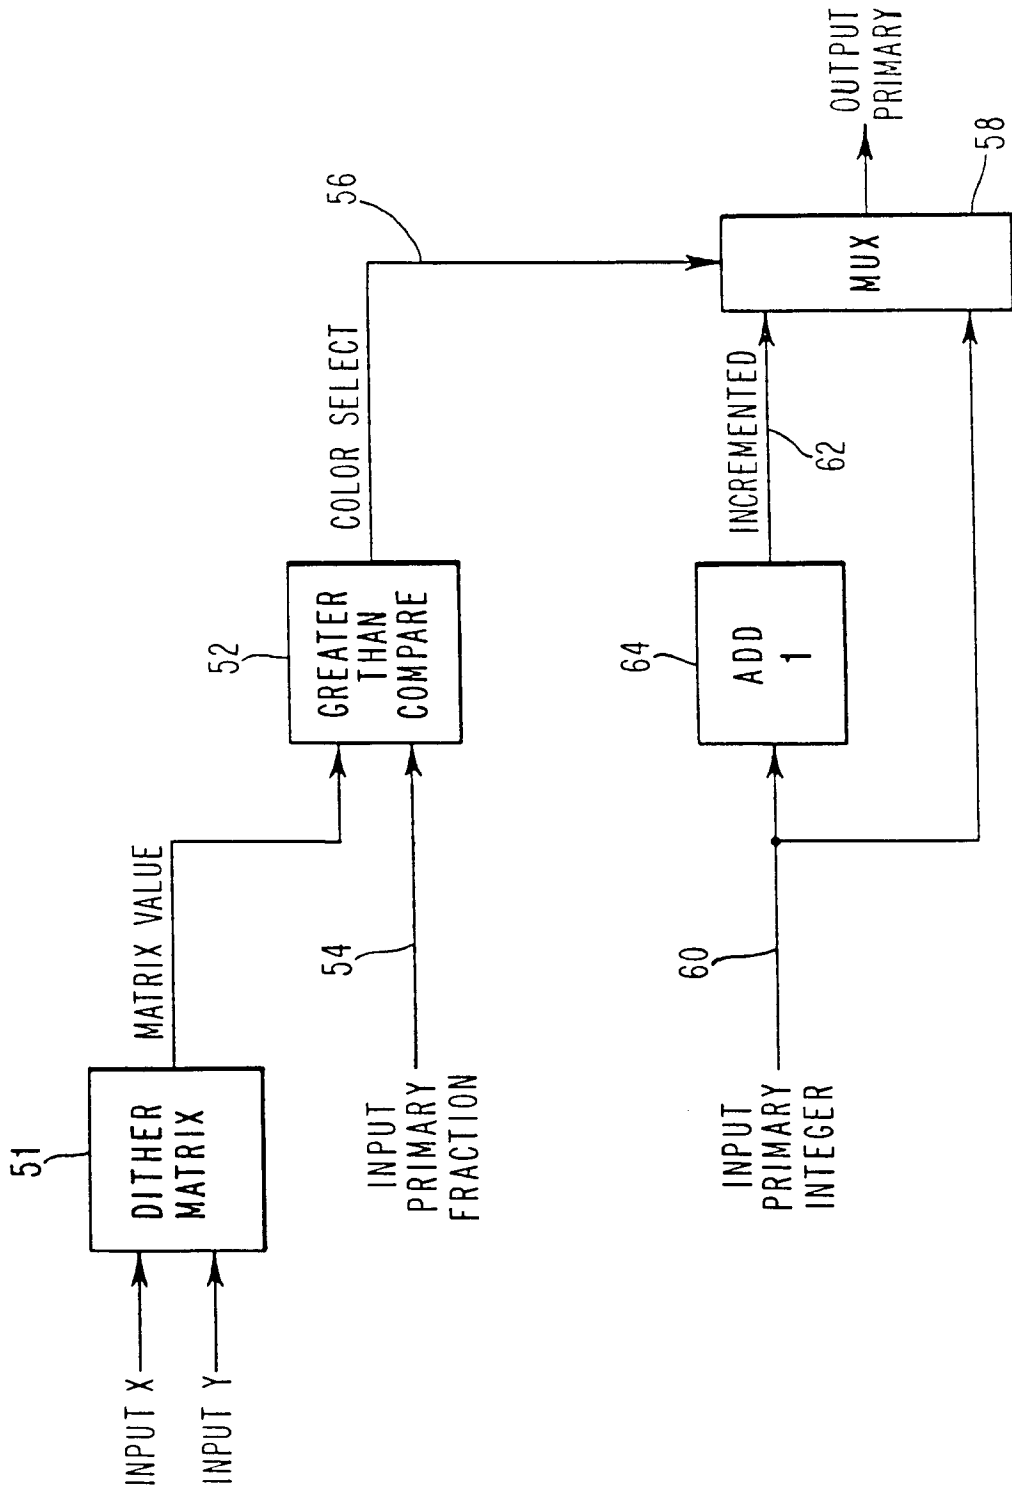 INPUT X
INPUT Y
51
DITHER
MATRIX
MATRIX VALUE
INPUT
PRIMARY
FRACTION
54
52
GREATER
THAN
COMPARE
COLOR SELECT
56
INPUT
PRIMARY
INTEGER
60
64
ADD
1
INCREMENTED
62
MUX
58
OUTPUT
PRIMARY